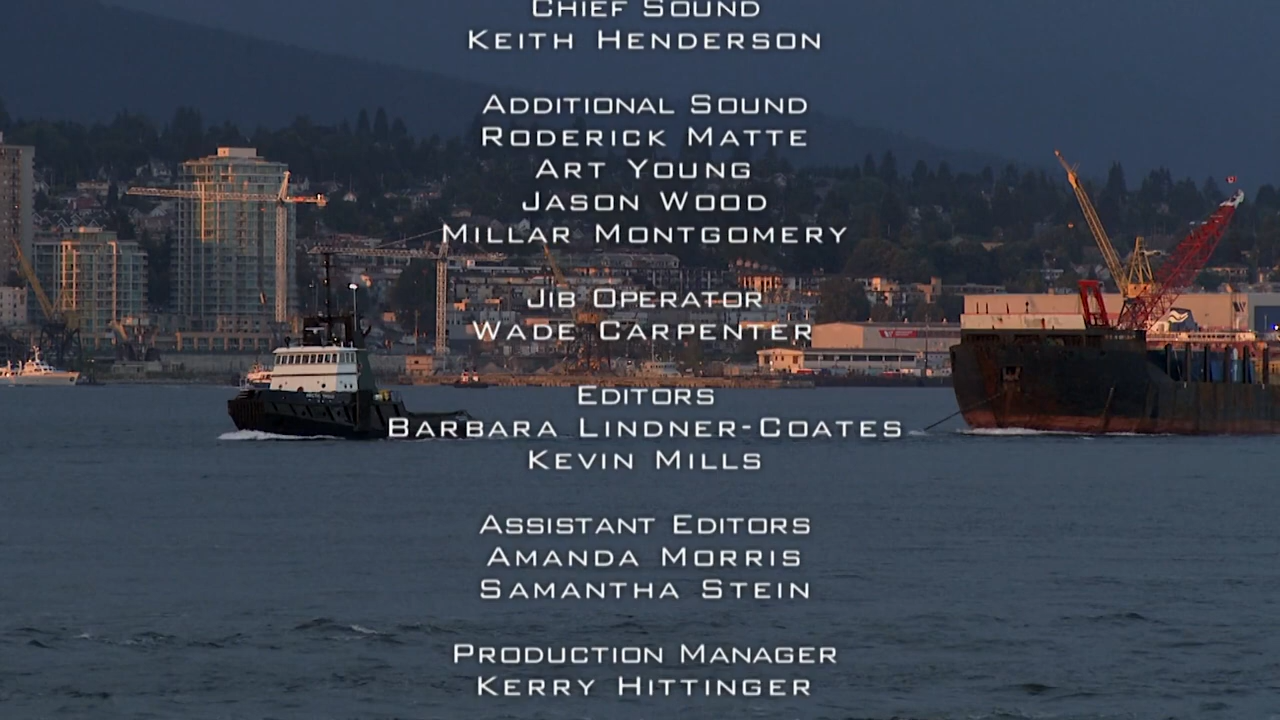 Chief Sound
Keith Henderson
Additional Sound
Roderick Matte
Art Young
Jason Wood
Millar Montgomery
Jib Operator
Wade Carpenter
Editors
Barbara Lindner-Coates
Kevin Mills
Assistant Editors
Amanda Morris
Samantha Stein
Production Manager
Kerry Hittinger